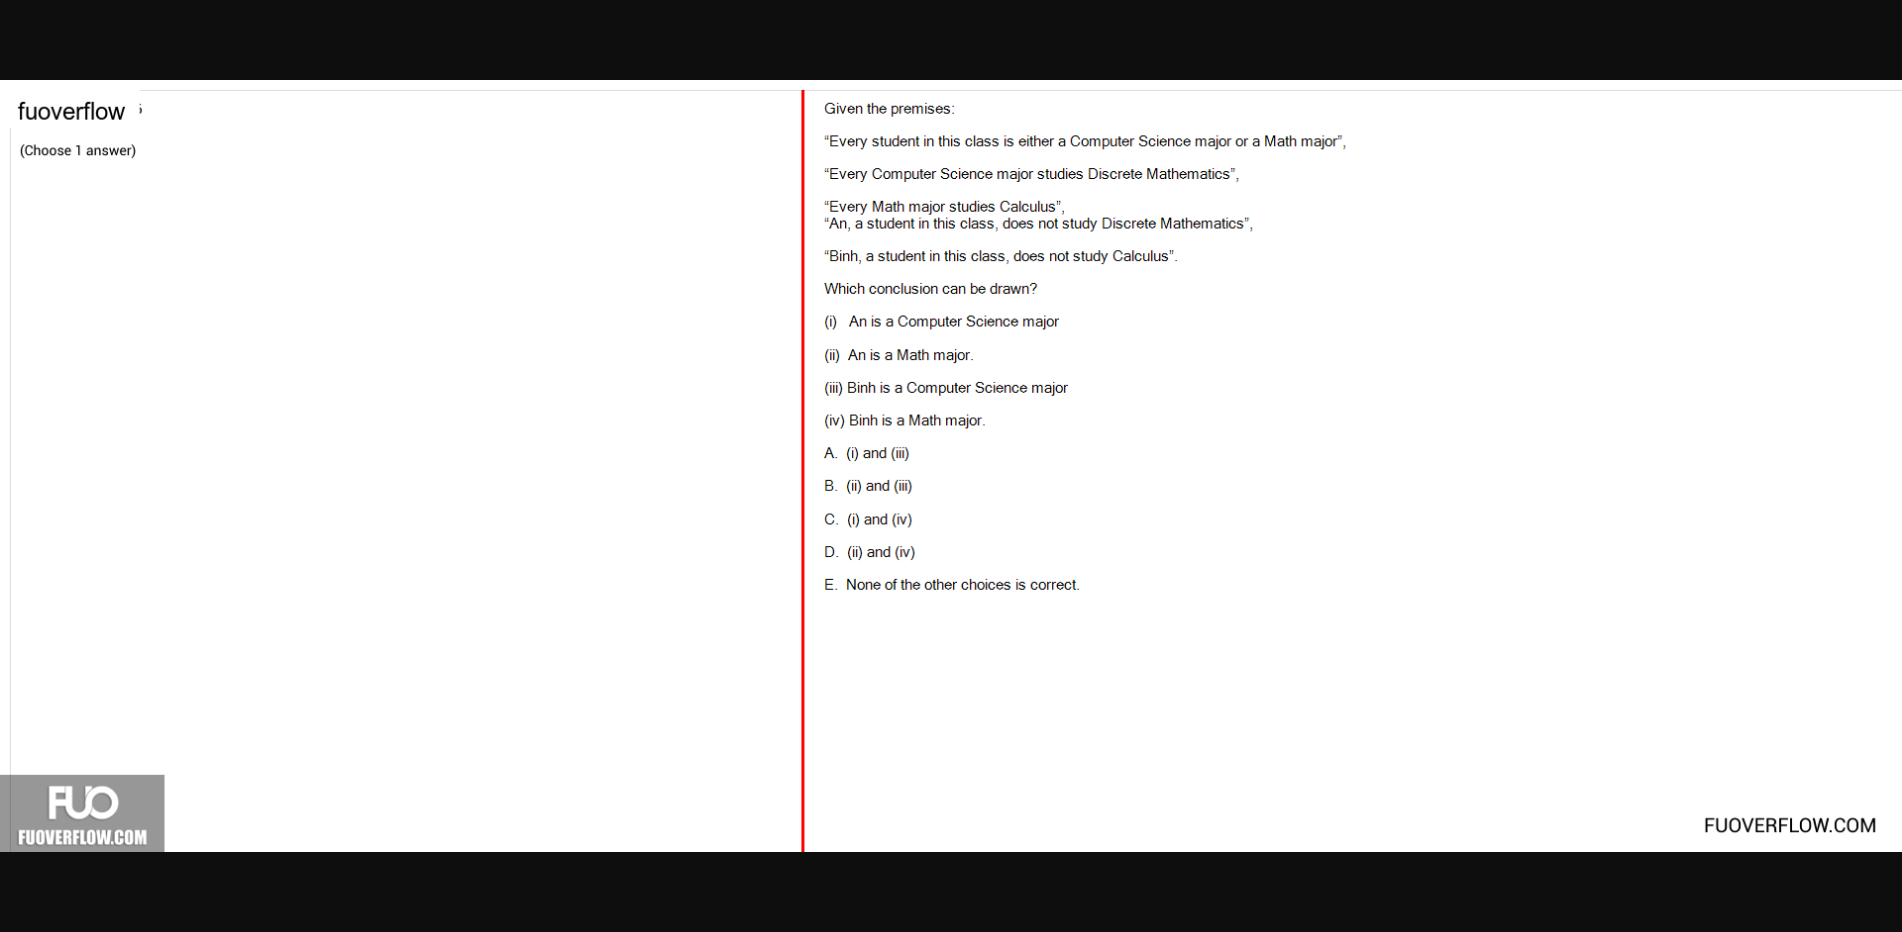 fuoverflow
(Choose 1 answer)
Given the premises:
“Every student in this class is either a Computer Science major or a Math major”,
“Every Computer Science major studies Discrete Mathematics”,
“Every Math major studies Calculus”,
“An, a student in this class, does not study Discrete Mathematics”,
“Binh, a student in this class, does not study Calculus”.
Which conclusion can be drawn?
(i) An is a Computer Science major
(ii) An is a Math major.
(iii) Binh is a Computer Science major
(iv) Binh is a Math major.
A. (i) and (iii)
B. (ii) and (iii)
C. (i) and (iv)
D. (ii) and (iv)
E. None of the other choices is correct.
FUO
FUOVERFLOW.COM
FUOVERFLOW.COM